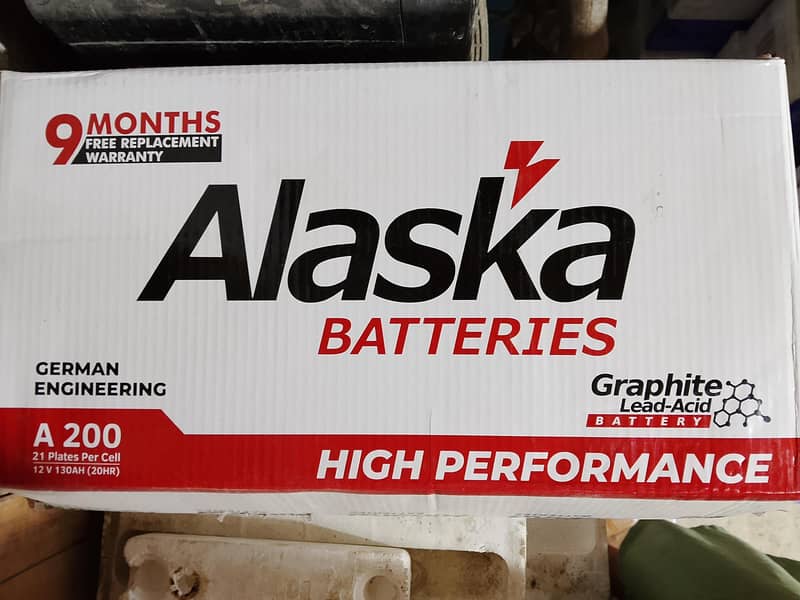 9 MONTHS
FREE REPLACEMENT
WARRANTY
Alaska
BATTERIES
GERMAN
ENGINEERING
Graphite
Lead-Acid
BATTERY
A 200
21 Plates Per Cell
12 V 130AH (20HR)
HIGH PERFORMANCE